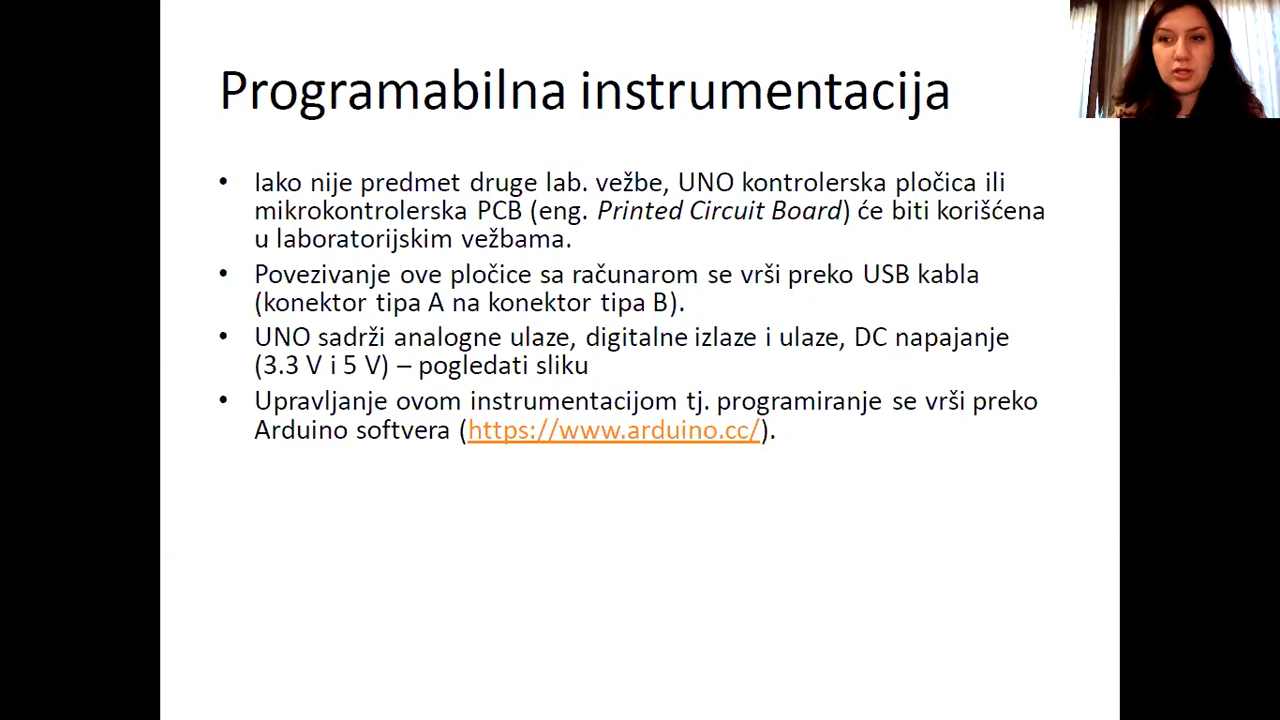 Programabilna instrumentacija
• Iako nije predmet druge lab. vežbe, UNO kontrolerska pločica ili
mikrokontrolerska PCB (eng. Printed Circuit Board) će biti korišćena
u laboratorijskim vežbama.
• Povezivanje ove pločice sa računarom se vrši preko USB kabla
(konektor tipa A na konektor tipa B).
• UNO sadrži analogne ulaze, digitalne izlaze i ulaze, DC napajanje
(3.3 V i 5 V) – pogledati sliku
• Upravljanje ovom instrumentacijom tj. programiranje se vrši preko
Arduino softvera (https://www.arduino.cc/).